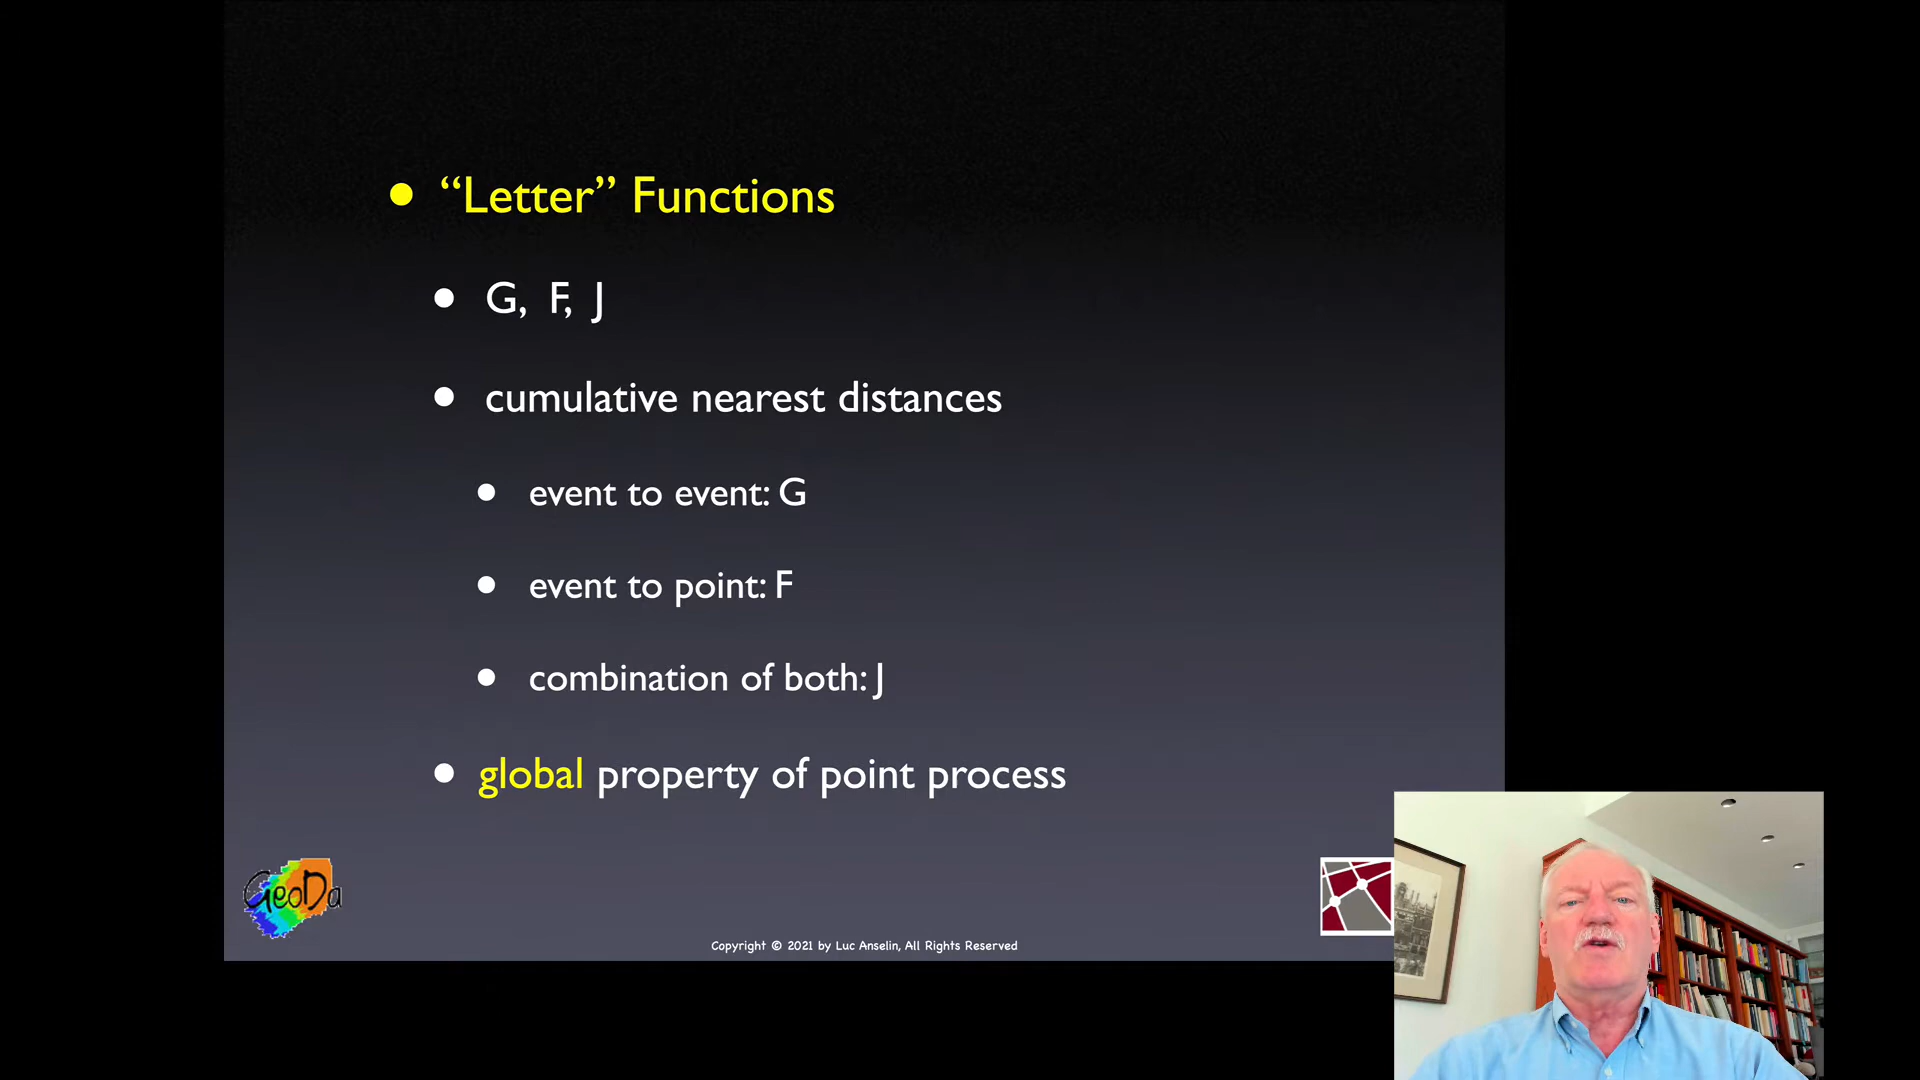 “Letter” Functions
G, F, J
cumulative nearest distances
event to event: G
event to point: F
combination of both: J
global property of point process
GeoDa
Copyright © 2021 by Luc Anselin, All Rights Reserved